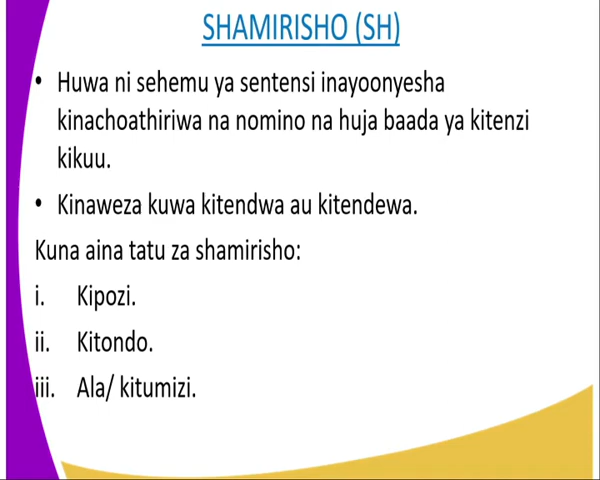 SHAMIRISHO (SH)
• Huwa ni sehemu ya sentensi inayoonyesha
kinachoathiriwa na nomino na huja baada ya kitenzi
kikuu.
• Kinaweza kuwa kitendwa au kitendewa.
Kuna aina tatu za shamirisho:
i. Kipozi.
ii. Kitondo.
iii. Ala/ kitumizi.